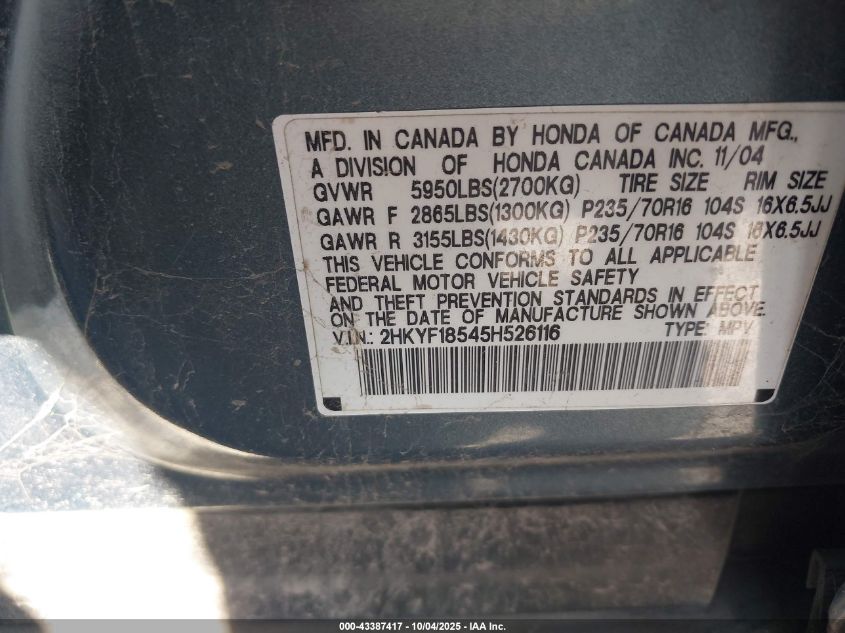 MFD. IN CANADA BY HONDA OF CANADA MFG.,
A DIVISION OF HONDA CANADA INC. 11/04
GVWR 5950LBS(2700KG) TIRE SIZE RIM SIZE
GAWR F 2865LBS(1300KG) P235/70R16 104S 16X6.5JJ
GAWR R 3155LBS(1430KG) P235/70R16 104S 16X6.5JJ
THIS VEHICLE CONFORMS TO ALL APPLICABLE
FEDERAL MOTOR VEHICLE SAFETY
AND THEFT PREVENTION STANDARDS IN EFFECT
ON THE DATE OF MANUFACTURE SHOWN ABOVE.
V.I.N.: 2HKYF18545H526116 TYPE: MPV
000-43387417 - 10/04/2025 - IAA Inc.